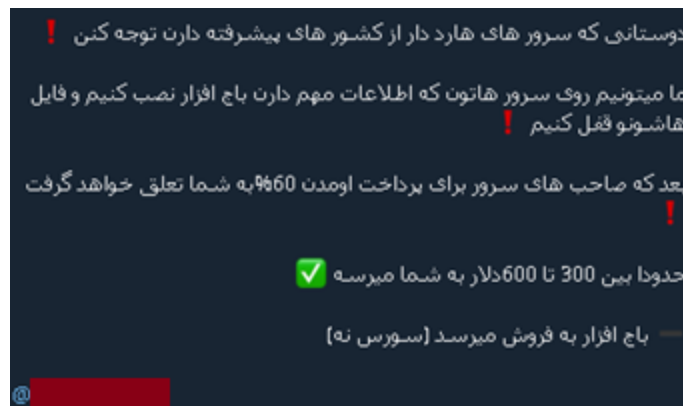 دوستانی که سرور های هارد دار از کشور های پیشرفته دارن توجه کنن ❗
ما میتونیم روی سرور هاتون که اطلاعات مهم دارن باج افزار نصب کنیم و فایل
هاشونو قفل کنیم ❗
بعد که صاحب های سرور برای پرداخت اومدن 60%به شما تعلق خواهد گرفت
❗
حدودا بین 300 تا 600دلار به شما میرسه ✅
➖ باج افزار به فروش میرسد (سورس نه)
@